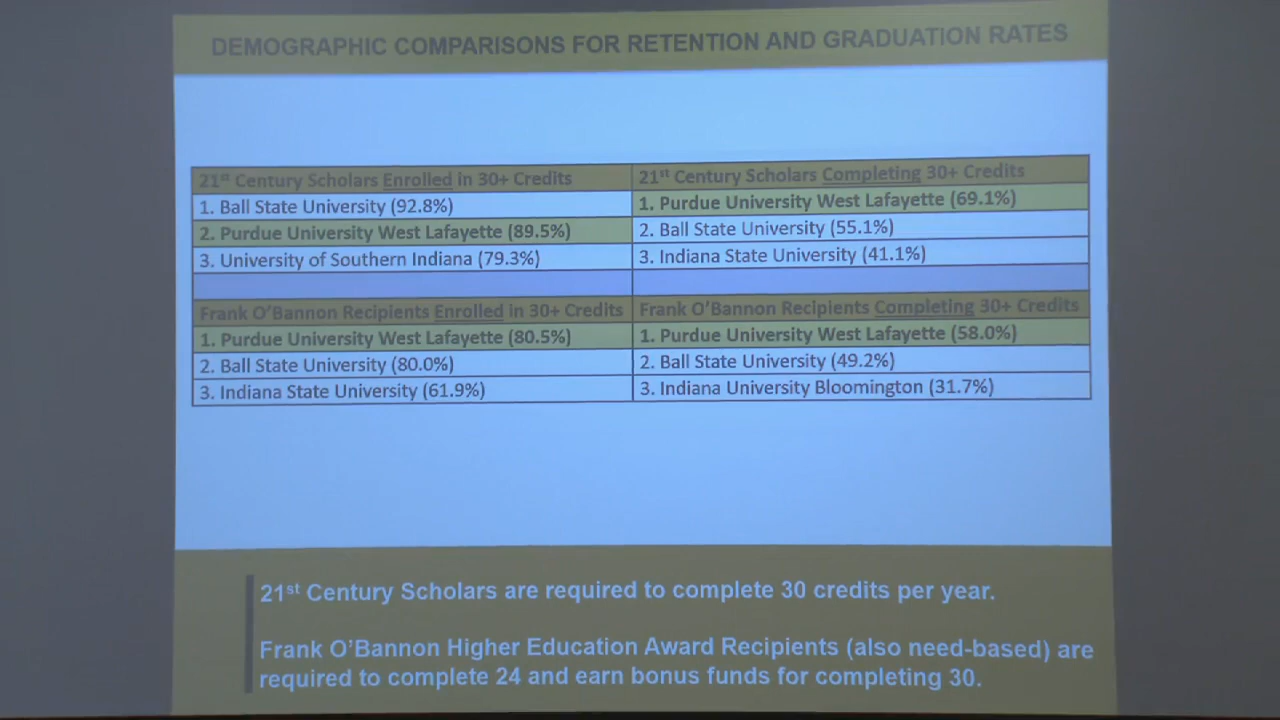 DEMOGRAPHIC COMPARISONS FOR RETENTION AND GRADUATION RATES
21st Century Scholars Enrolled in 30+ Credits
21st Century Scholars Completing 30+ Credits
1. Ball State University (92.8%)
1. Purdue University West Lafayette (69.1%)
2. Purdue University West Lafayette (89.5%)
2. Ball State University (55.1%)
3. University of Southern Indiana (79.3%)
3. Indiana State University (41.1%)
Frank O’Bannon Recipients Enrolled in 30+ Credits
Frank O’Bannon Recipients Completing 30+ Credits
1. Purdue University West Lafayette (80.5%)
1. Purdue University West Lafayette (58.0%)
2. Ball State University (80.0%)
2. Ball State University (49.2%)
3. Indiana State University (61.9%)
3. Indiana University Bloomington (31.7%)
21st Century Scholars are required to complete 30 credits per year.
Frank O’Bannon Higher Education Award Recipients (also need-based) are
required to complete 24 and earn bonus funds for completing 30.